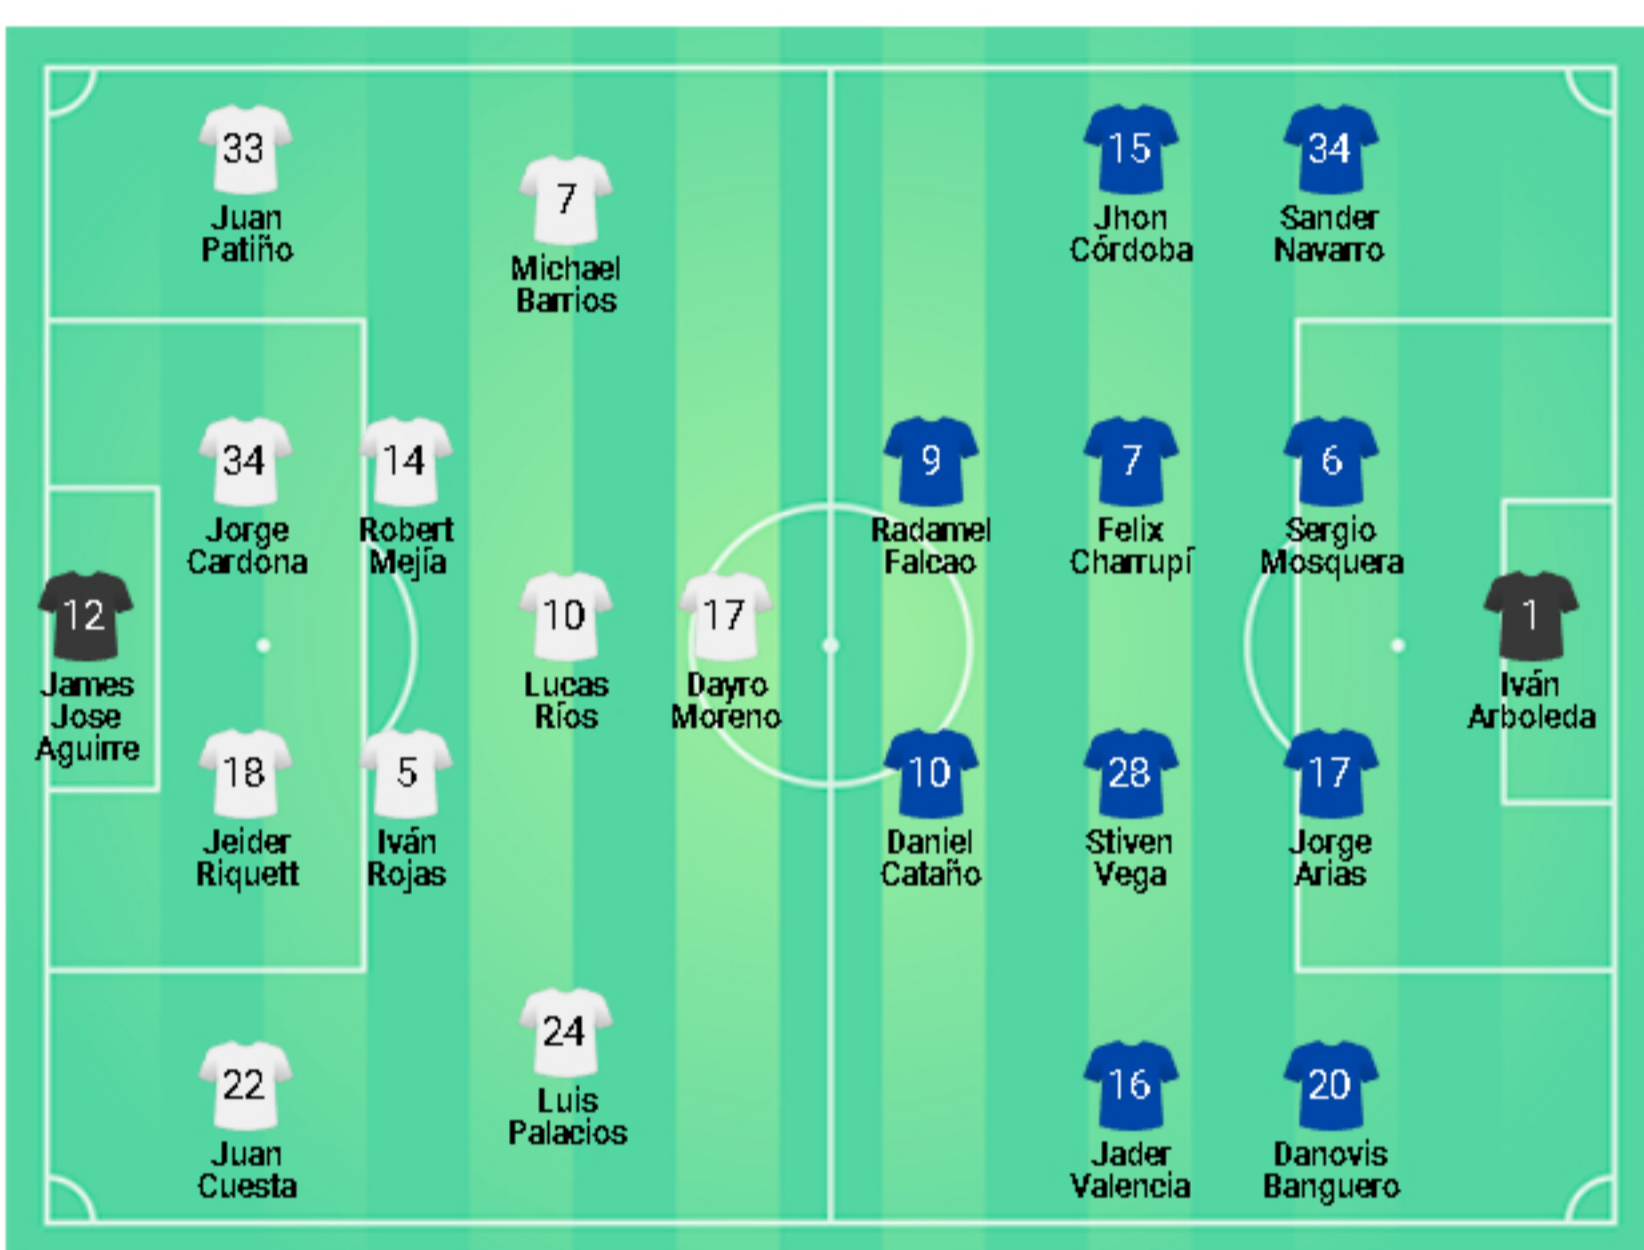 33
Juan
Patiño
7
Michael
Barrios
15
Jhon
Córdoba
34
Sander
Navarro
34
Jorge
Cardona
14
Robert
Mejía
9
Radamel
Falcao
7
Felix
Charrupí
6
Sergio
Mosquera
12
James
Jose
Aguirre
10
Lucas
Ríos
17
Dayro
Moreno
1
Iván
Arboleda
18
Jeider
Riquett
5
Iván
Rojas
10
Daniel
Cataño
28
Stiven
Vega
17
Jorge
Arias
22
Juan
Cuesta
24
Luis
Palacios
16
Jader
Valencia
20
Danovis
Banguero